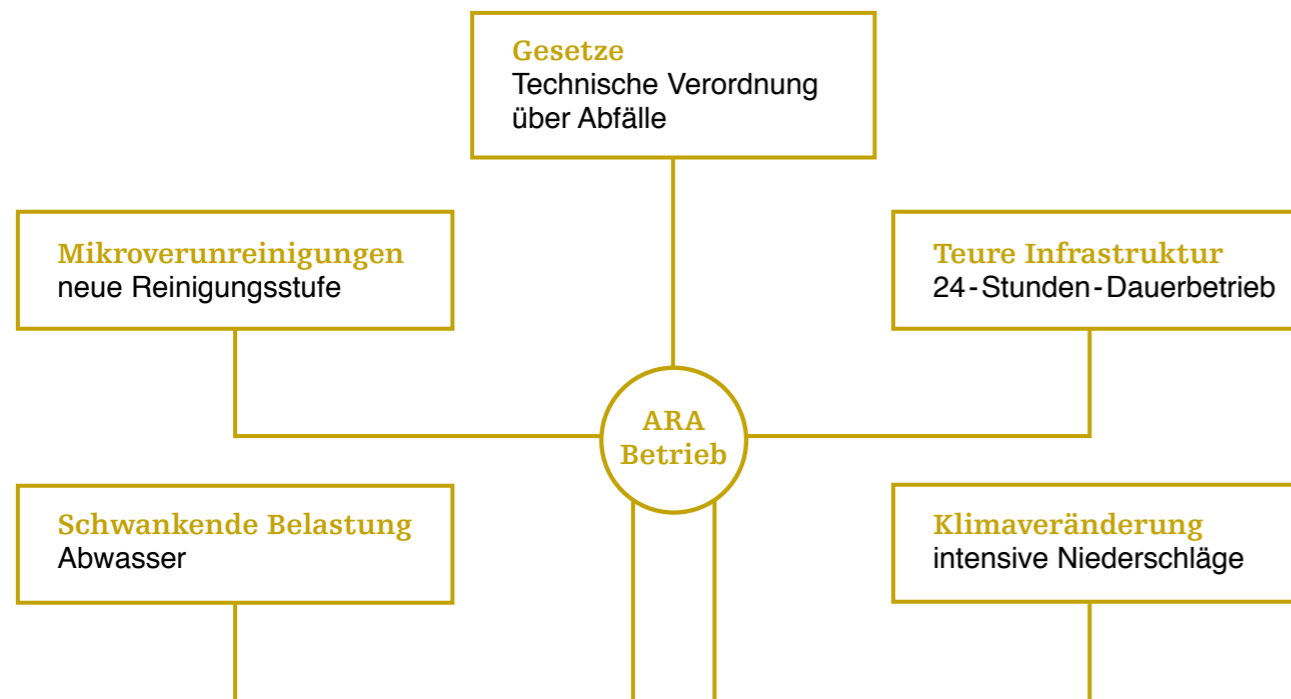 Gesetze
Technische Verordnung
über Abfälle
Mikroverunreinigungen
neue Reinigungsstufe
Teure Infrastruktur
24-Stunden-Dauerbetrieb
ARA
Betrieb
Schwankende Belastung
Abwasser
Klimaveränderung
intensive Niederschläge